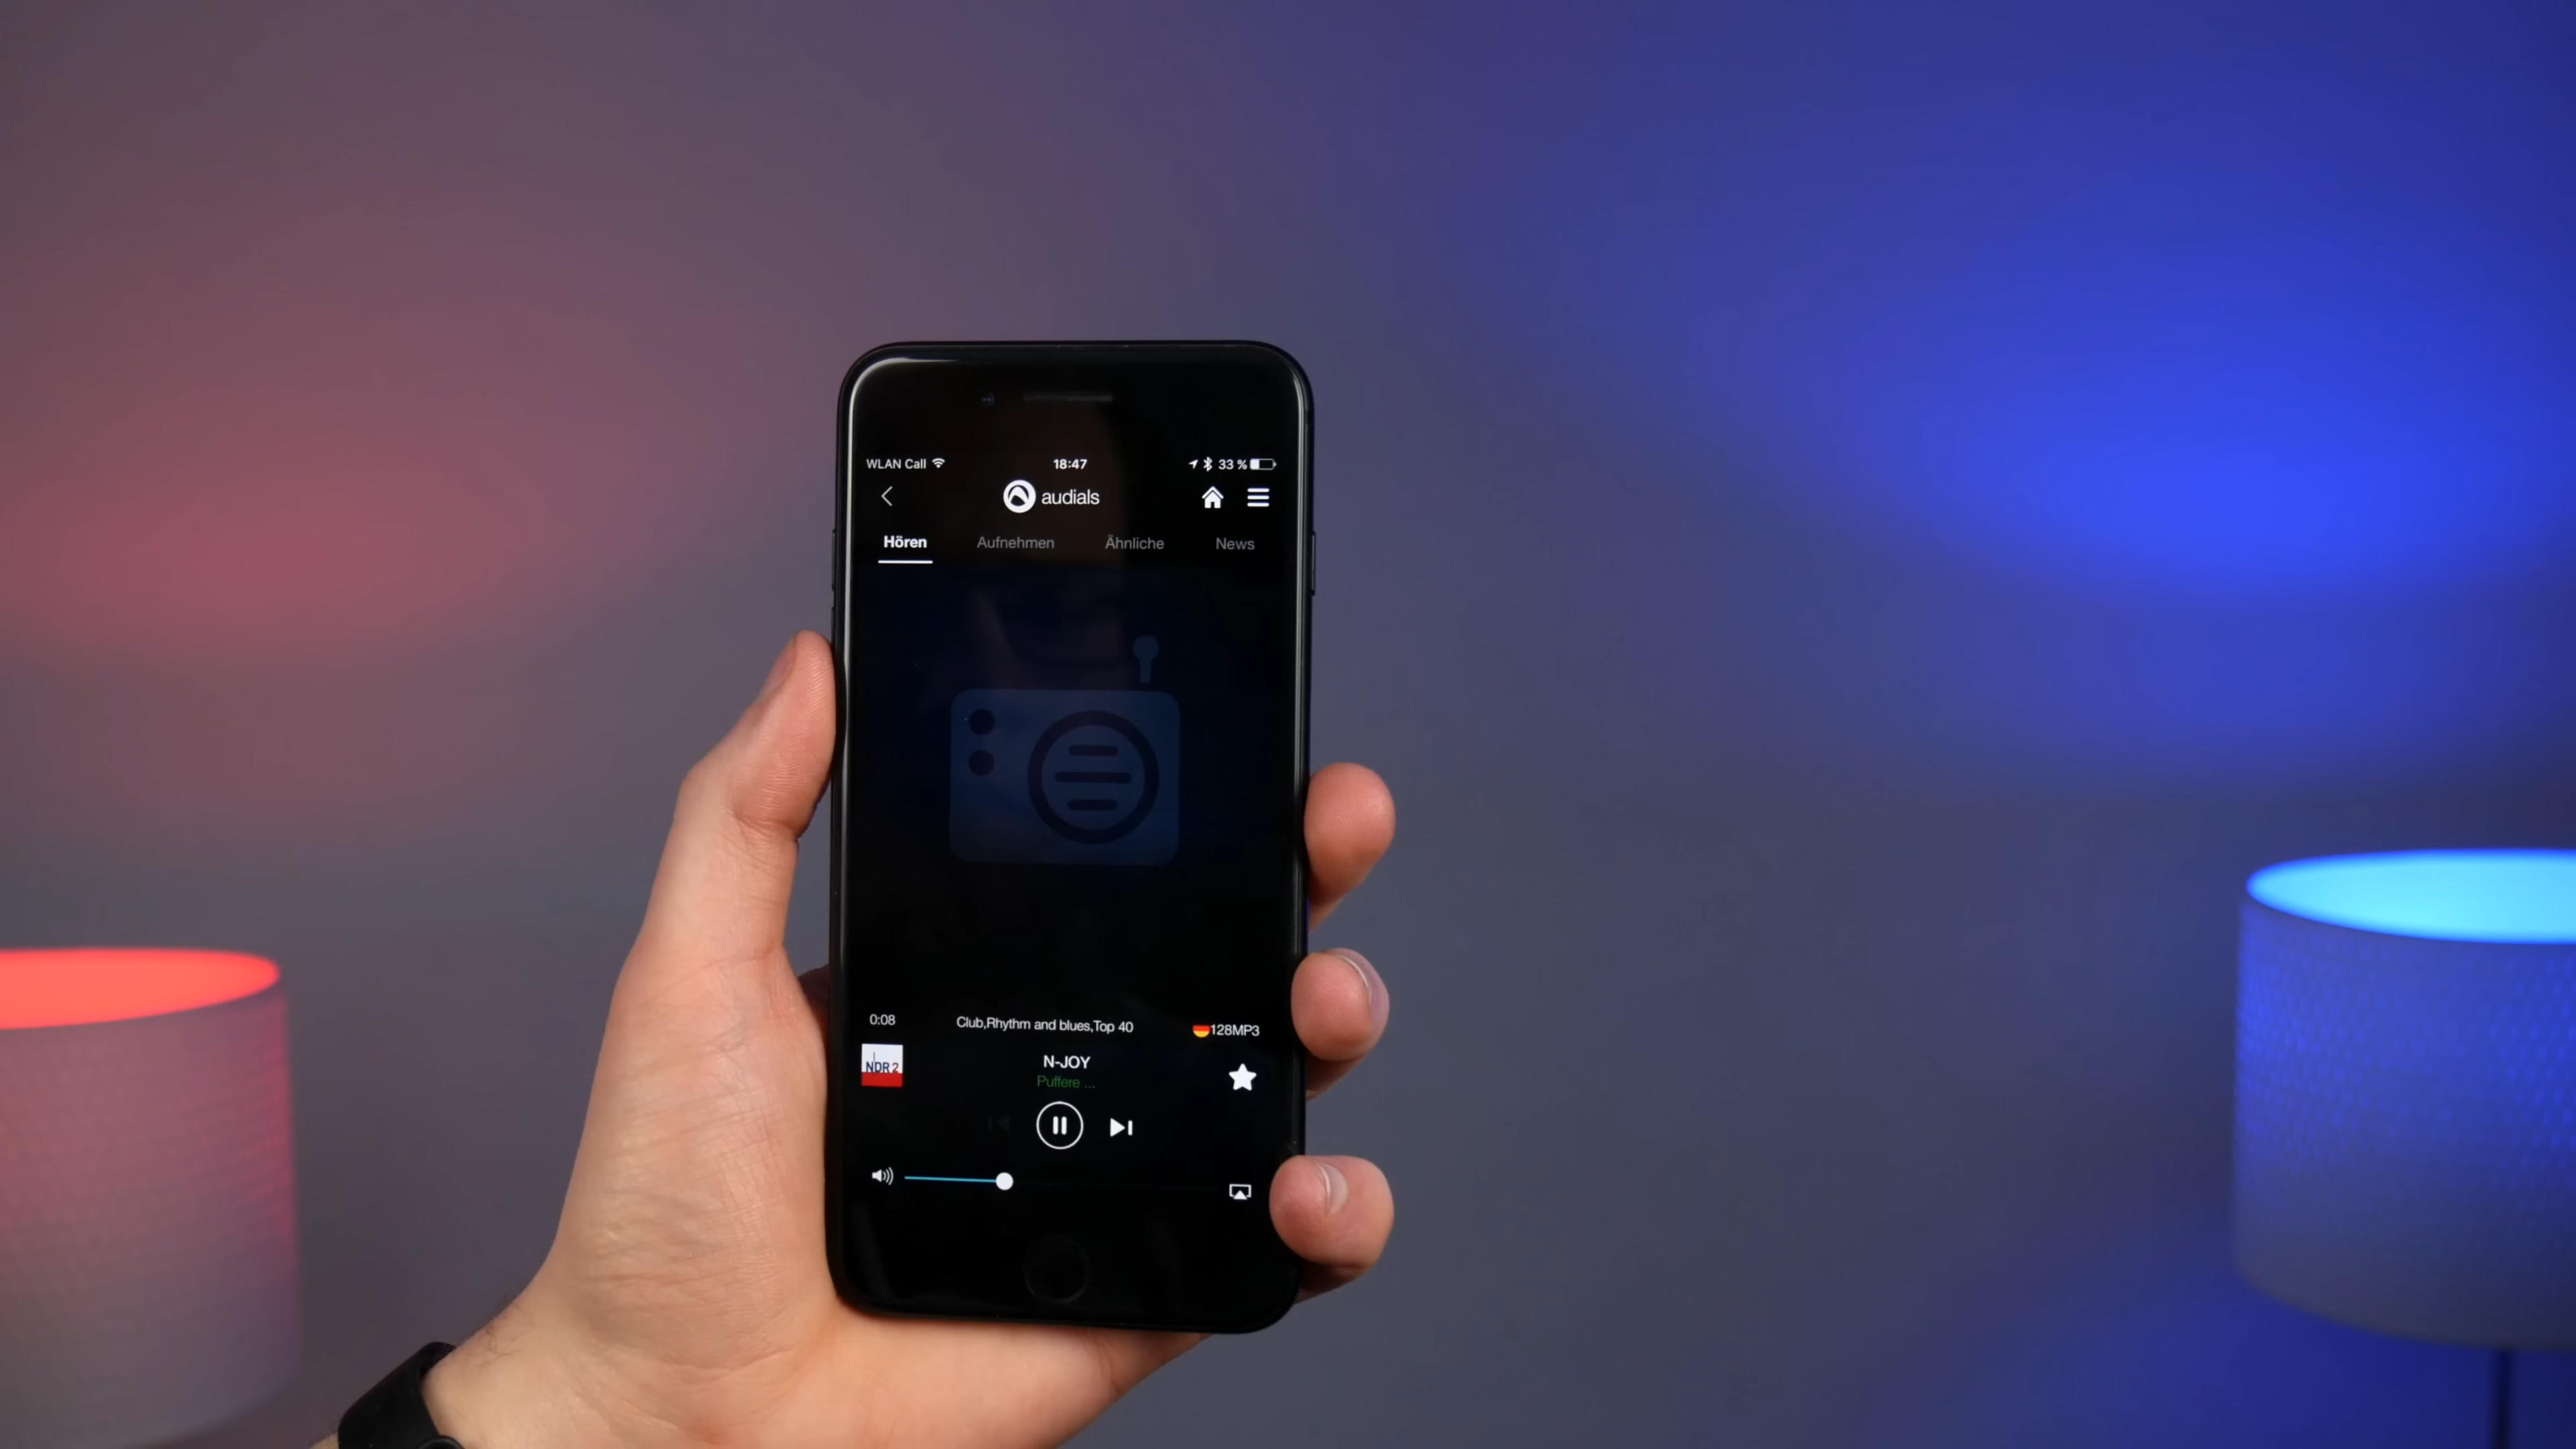 WLAN Call 18:47 33 %
audials
Hören Aufnehmen Ähnliche News
0:08 Club,Rhythm and blues,Top 40 128MP3
NDR 2
N-JOY
Puffere ...